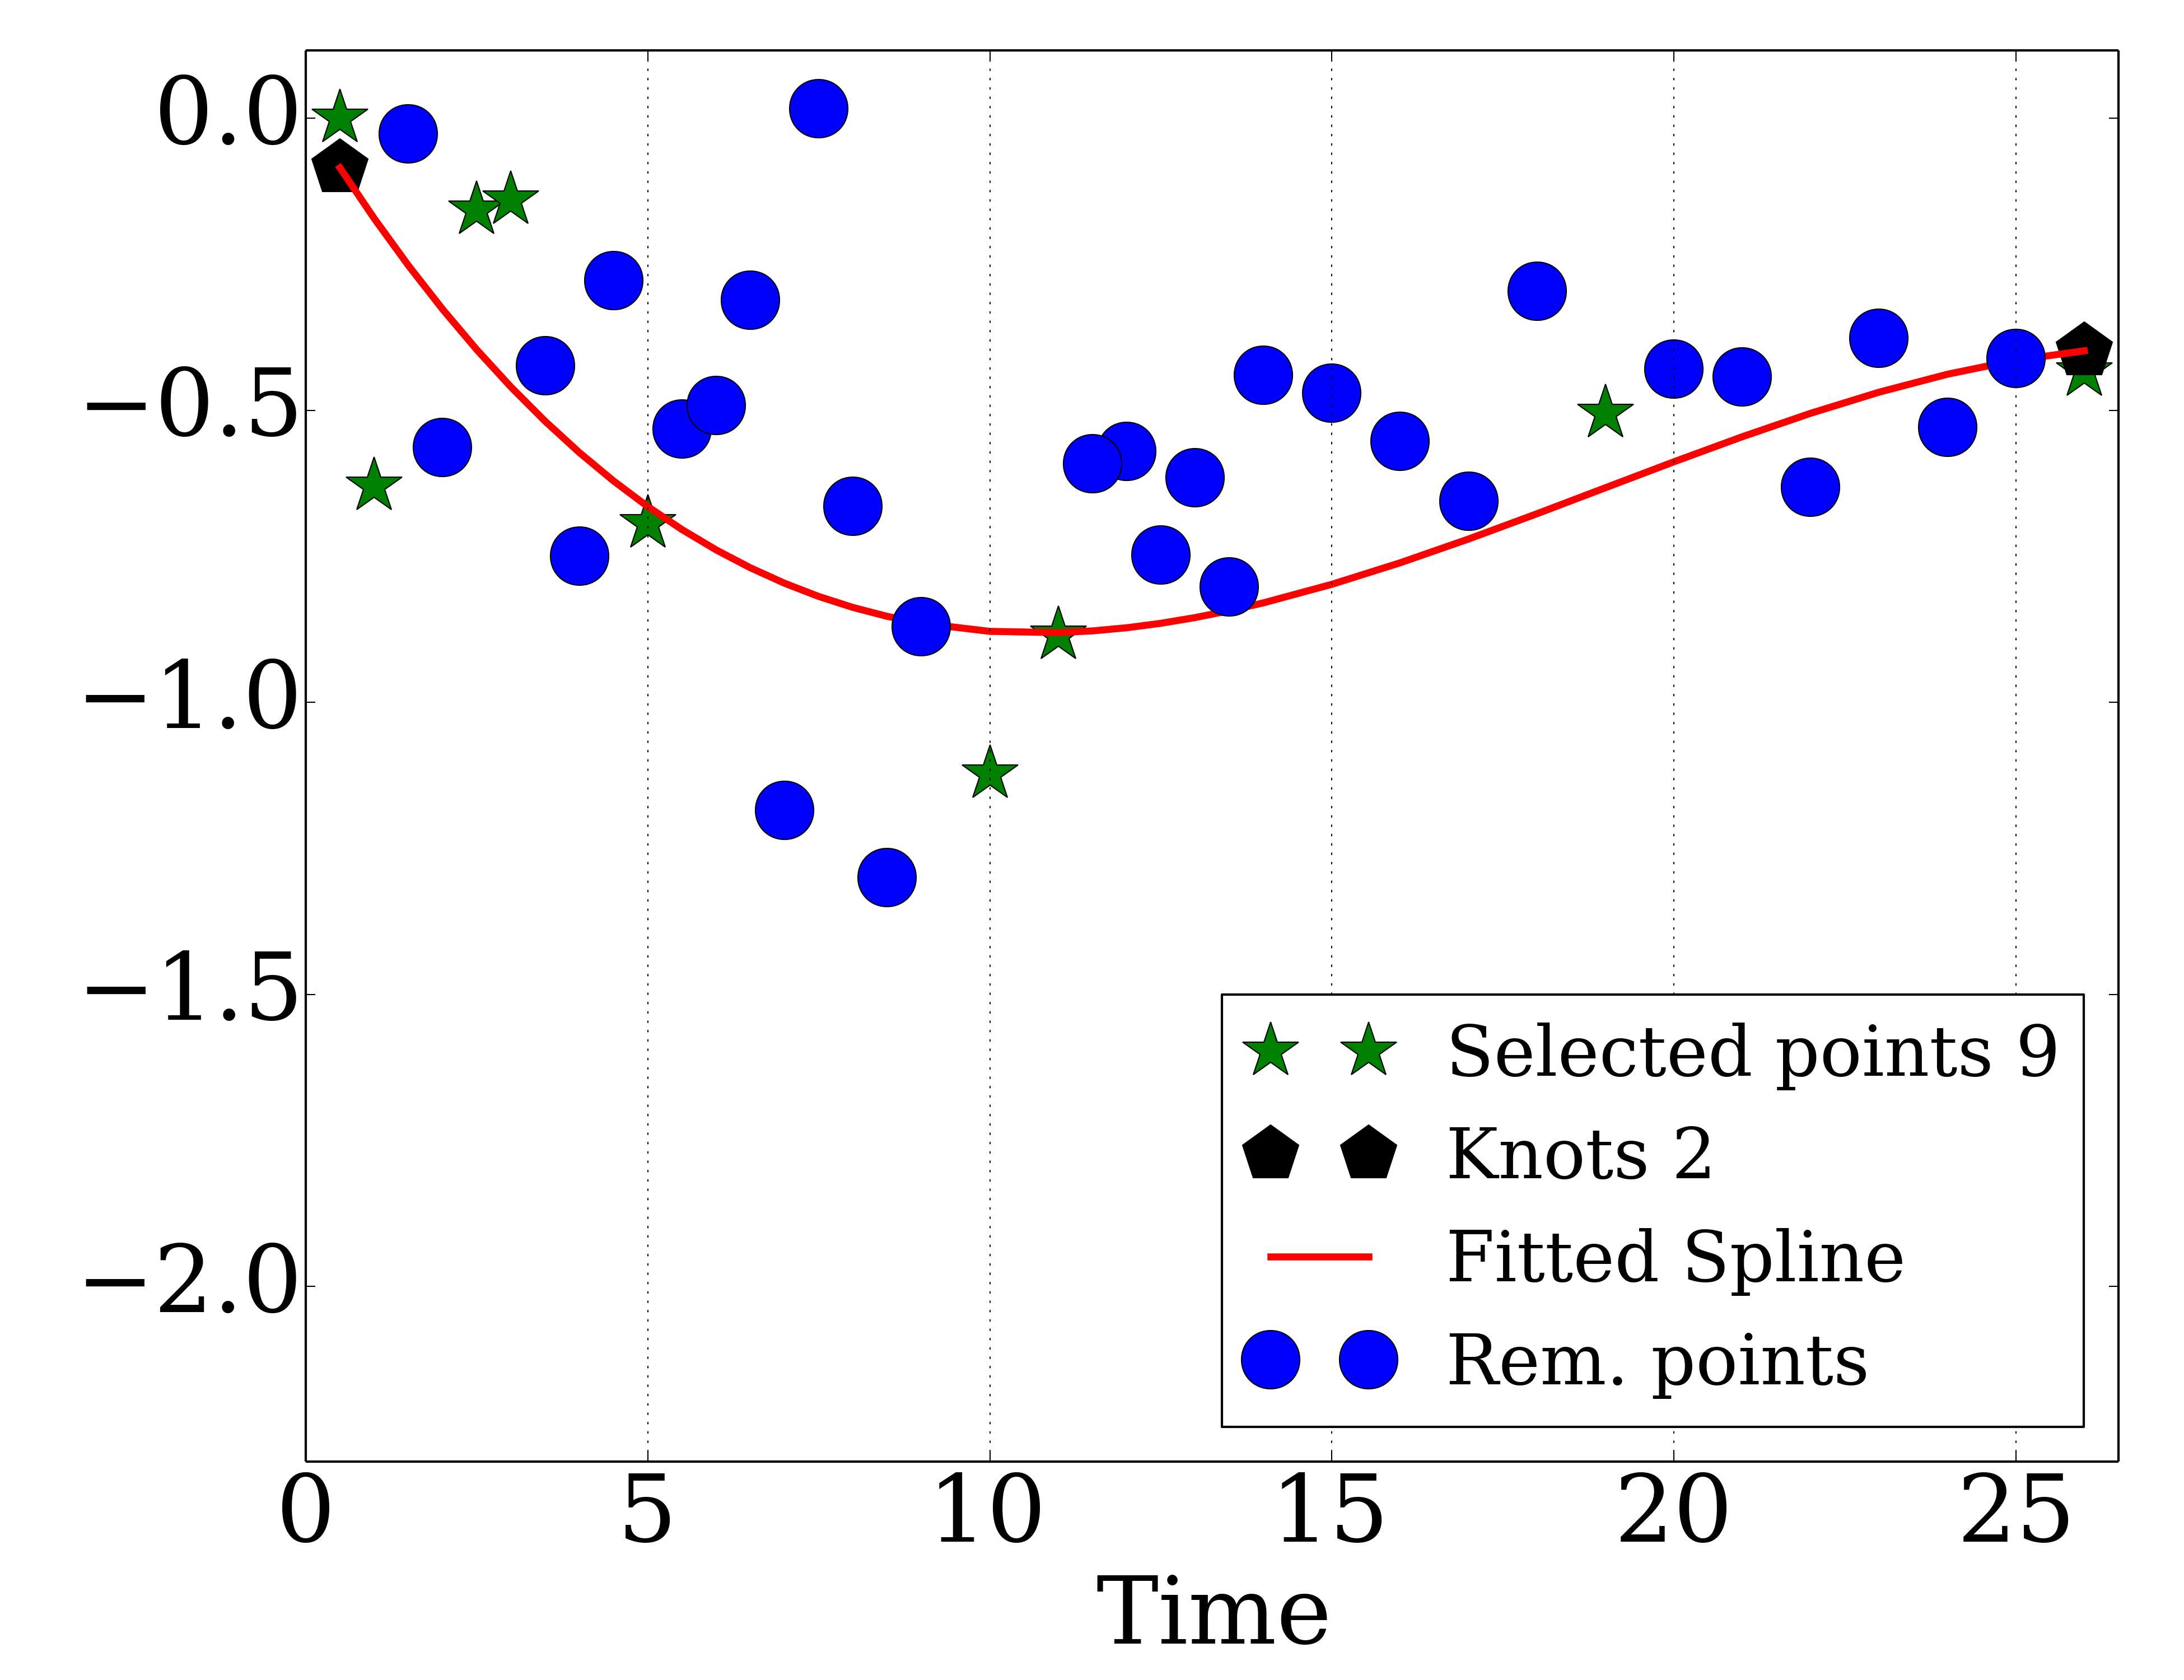 0.0
−0.5
−1.0
−1.5
−2.0
Selected points 9
Knots 2
Fitted Spline
Rem. points
0 5 10 15 20 25
Time